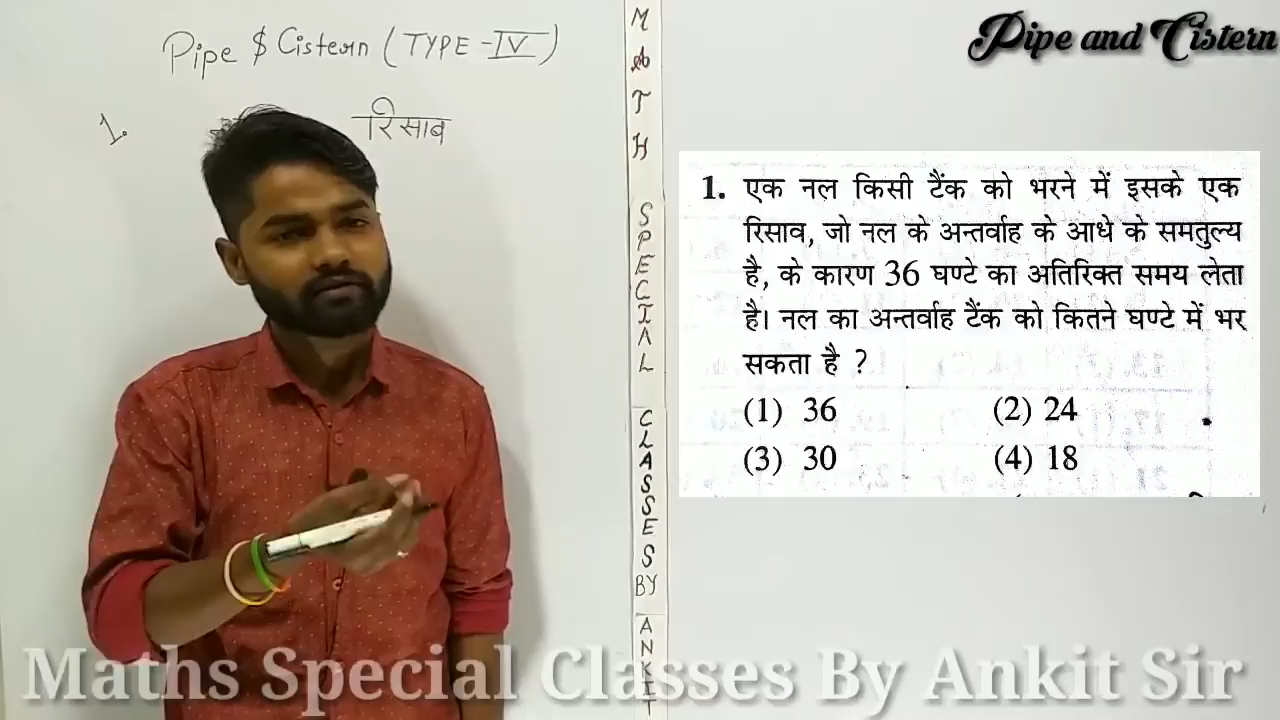 Pipe $ Cistern (TYPE-IV)
1.
रिसाब
MATH SPECIAL CLASSES BY ANKIT
Pipe and Cistern
1. एक नल किसी टैंक को भरने में इसके एक
रिसाव, जो नल के अन्तर्वाह के आधे के समतुल्य
है, के कारण 36 घण्टे का अतिरिक्त समय लेता
है। नल का अन्तर्वाह टैंक को कितने घण्टे में भर
सकता है ?
(1) 36 (2) 24
(3) 30 (4) 18
Maths Special Classes By Ankit Sir